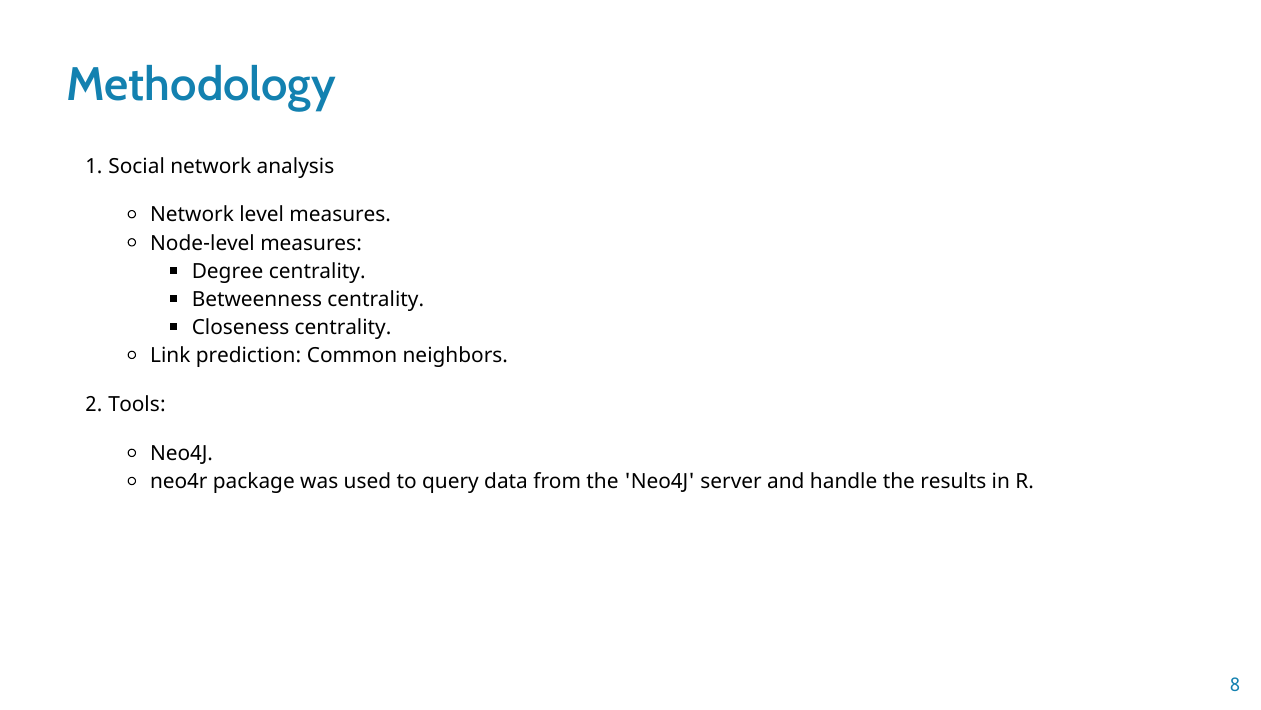 Methodology
1. Social network analysis
Network level measures.
Node-level measures:
Degree centrality.
Betweenness centrality.
Closeness centrality.
Link prediction: Common neighbors.
2. Tools:
Neo4J.
neo4r package was used to query data from the 'Neo4J' server and handle the results in R.
8